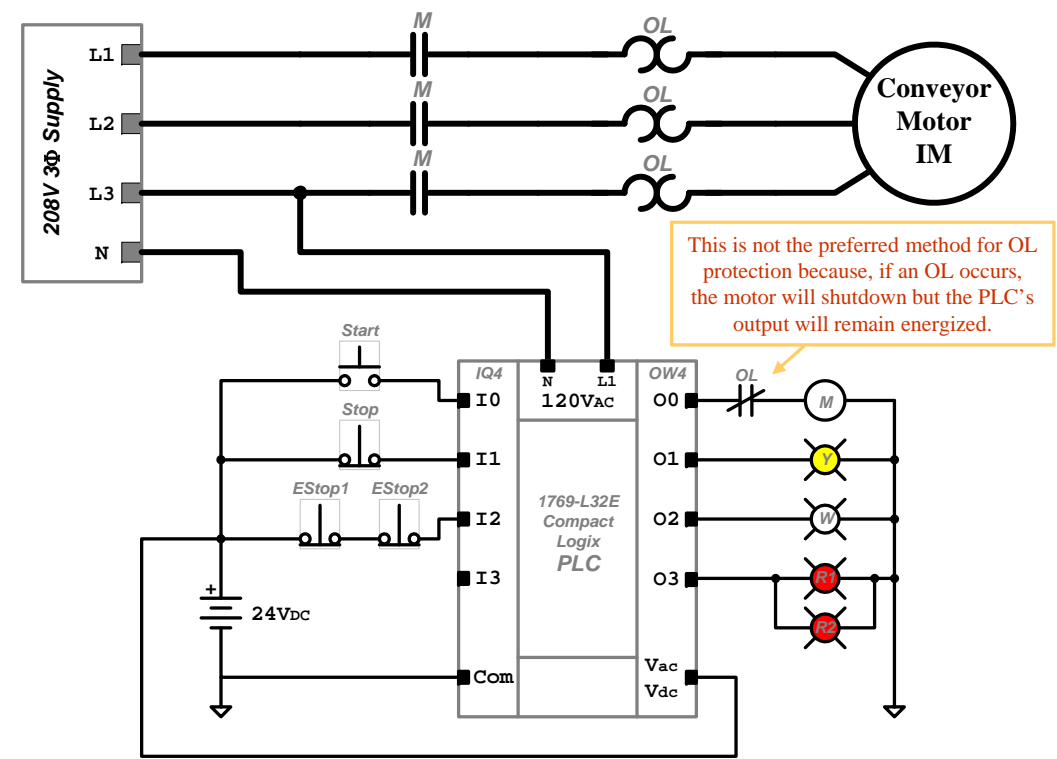 M
OL
L1
M
OL
L2
Conveyor
Motor
IM
M
OL
L3
N
208V 3Φ Supply
This is not the preferred method for OL
protection because, if an OL occurs,
the motor will shutdown but the PLC's
output will remain energized.
Start
IQ4
N
L1
120VAC
OW4
OL
I0
O0
M
Stop
I1
O1
Y
EStop1
EStop2
I2
1769-L32E
Compact
Logix
PLC
O2
W
I3
O3
R1
R2
+
24VDC
Com
Vac
Vdc